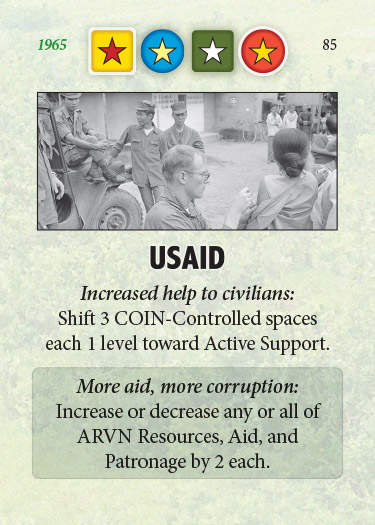 1965
85
USAID
Increased help to civilians:
Shift 3 COIN-Controlled spaces
each 1 level toward Active Support.
More aid, more corruption:
Increase or decrease any or all of
ARVN Resources, Aid, and
Patronage by 2 each.